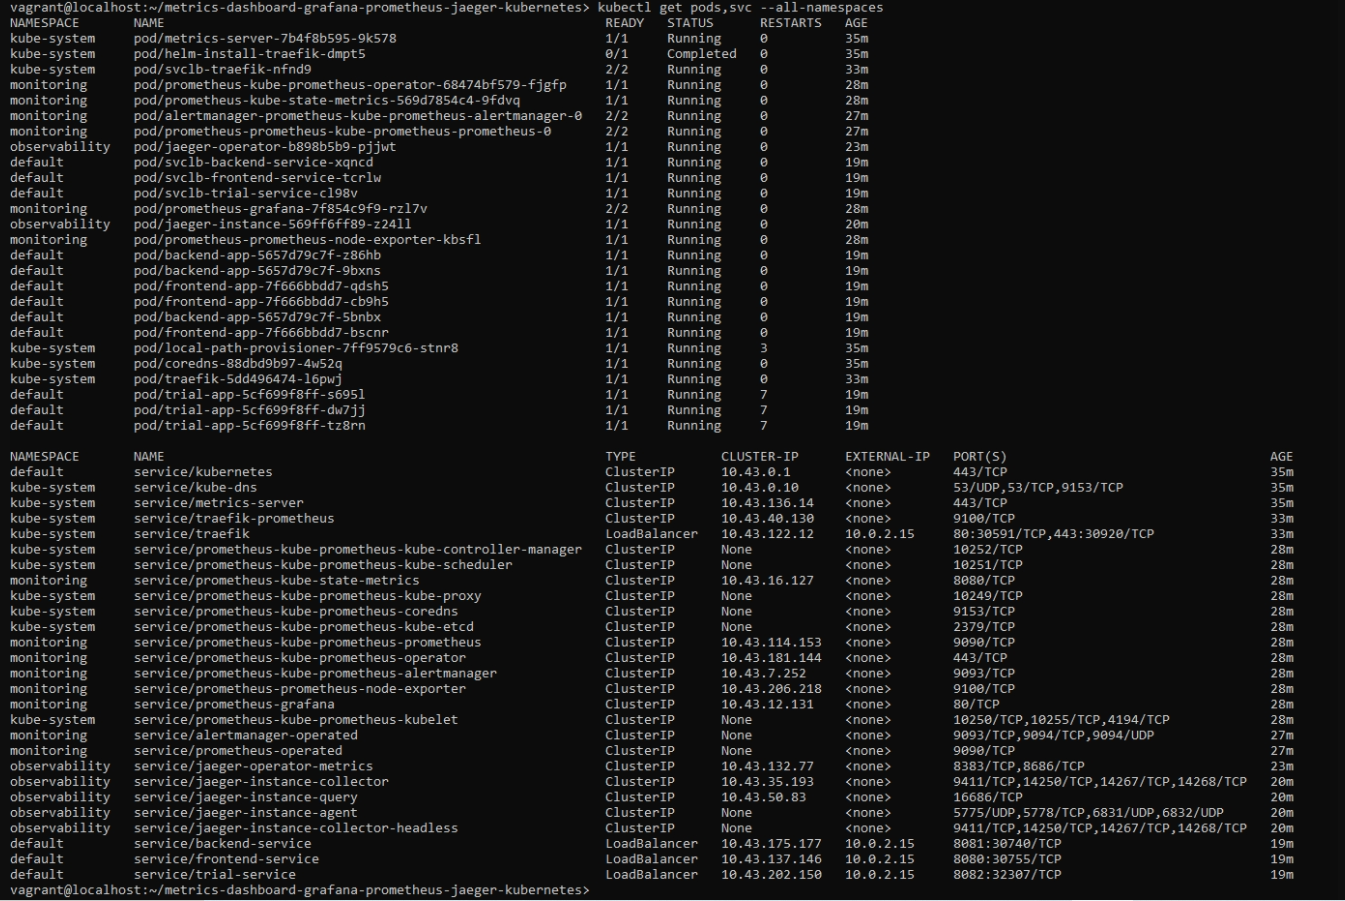 vagrant@localhost:~/metrics-dashboard-grafana-prometheus-jaeger-kubernetes> kubectl get pods,svc --all-namespaces
NAMESPACE NAME READY STATUS RESTARTS AGE
kube-system pod/metrics-server-7b4f8b595-9k578 1/1 Running 0 35m
kube-system pod/helm-install-traefik-dmpt5 0/1 Completed 0 35m
kube-system pod/svclb-traefik-nfnd9 2/2 Running 0 33m
monitoring pod/prometheus-kube-prometheus-operator-68474bf579-fjgfp 1/1 Running 0 28m
monitoring pod/prometheus-kube-state-metrics-569d7854c4-9fdvq 1/1 Running 0 28m
monitoring pod/alertmanager-prometheus-kube-prometheus-alertmanager-0 2/2 Running 0 27m
monitoring pod/prometheus-prometheus-kube-prometheus-prometheus-0 2/2 Running 0 27m
observability pod/jaeger-operator-b898b5b9-pjjwt 1/1 Running 0 23m
default pod/svclb-backend-service-xqncd 1/1 Running 0 19m
default pod/svclb-frontend-service-tcrlw 1/1 Running 0 19m
default pod/svclb-trial-service-cl98v 1/1 Running 0 19m
monitoring pod/prometheus-grafana-7f854c9f9-rzl7v 2/2 Running 0 28m
observability pod/jaeger-instance-569ff6ff89-z24ll 1/1 Running 0 20m
monitoring pod/prometheus-prometheus-node-exporter-kbsfl 1/1 Running 0 28m
default pod/backend-app-5657d79c7f-z86hb 1/1 Running 0 19m
default pod/backend-app-5657d79c7f-9bxns 1/1 Running 0 19m
default pod/frontend-app-7f666bbdd7-qdsh5 1/1 Running 0 19m
default pod/frontend-app-7f666bbdd7-cb9h5 1/1 Running 0 19m
default pod/backend-app-5657d79c7f-5bnbx 1/1 Running 0 19m
default pod/frontend-app-7f666bbdd7-bscnr 1/1 Running 0 19m
kube-system pod/local-path-provisioner-7ff9579c6-stnr8 1/1 Running 3 35m
kube-system pod/coredns-88dbd9b97-4w52q 1/1 Running 0 35m
kube-system pod/traefik-5dd496474-l6pwj 1/1 Running 0 33m
default pod/trial-app-5cf699f8ff-s695l 1/1 Running 7 19m
default pod/trial-app-5cf699f8ff-dw7jj 1/1 Running 7 19m
default pod/trial-app-5cf699f8ff-tz8rn 1/1 Running 7 19m
NAMESPACE NAME TYPE CLUSTER-IP EXTERNAL-IP PORT(S) AGE
default service/kubernetes ClusterIP 10.43.0.1 <none> 443/TCP 35m
kube-system service/kube-dns ClusterIP 10.43.0.10 <none> 53/UDP,53/TCP,9153/TCP 35m
kube-system service/metrics-server ClusterIP 10.43.136.14 <none> 443/TCP 35m
kube-system service/traefik-prometheus ClusterIP 10.43.40.130 <none> 9100/TCP 33m
kube-system service/traefik LoadBalancer 10.43.122.12 10.0.2.15 80:30591/TCP,443:30920/TCP 33m
kube-system service/prometheus-kube-prometheus-kube-controller-manager ClusterIP None <none> 10252/TCP 28m
kube-system service/prometheus-kube-prometheus-kube-scheduler ClusterIP None <none> 10251/TCP 28m
monitoring service/prometheus-kube-state-metrics ClusterIP 10.43.16.127 <none> 8080/TCP 28m
kube-system service/prometheus-kube-prometheus-kube-proxy ClusterIP None <none> 10249/TCP 28m
kube-system service/prometheus-kube-prometheus-coredns ClusterIP None <none> 9153/TCP 28m
kube-system service/prometheus-kube-prometheus-kube-etcd ClusterIP None <none> 2379/TCP 28m
monitoring service/prometheus-kube-prometheus-prometheus ClusterIP 10.43.114.153 <none> 9090/TCP 28m
monitoring service/prometheus-kube-prometheus-operator ClusterIP 10.43.181.144 <none> 443/TCP 28m
monitoring service/prometheus-kube-prometheus-alertmanager ClusterIP 10.43.7.252 <none> 9093/TCP 28m
monitoring service/prometheus-prometheus-node-exporter ClusterIP 10.43.206.218 <none> 9100/TCP 28m
monitoring service/prometheus-grafana ClusterIP 10.43.12.131 <none> 80/TCP 28m
kube-system service/prometheus-kube-prometheus-kubelet ClusterIP None <none> 10250/TCP,10255/TCP,4194/TCP 28m
monitoring service/alertmanager-operated ClusterIP None <none> 9093/TCP,9094/TCP,9094/UDP 27m
monitoring service/prometheus-operated ClusterIP None <none> 9090/TCP 27m
observability service/jaeger-operator-metrics ClusterIP 10.43.132.77 <none> 8383/TCP,8686/TCP 23m
observability service/jaeger-instance-collector ClusterIP 10.43.35.193 <none> 9411/TCP,14250/TCP,14267/TCP,14268/TCP 20m
observability service/jaeger-instance-query ClusterIP 10.43.50.83 <none> 16686/TCP 20m
observability service/jaeger-instance-agent ClusterIP None <none> 5775/UDP,5778/TCP,6831/UDP,6832/UDP 20m
observability service/jaeger-instance-collector-headless ClusterIP None <none> 9411/TCP,14250/TCP,14267/TCP,14268/TCP 20m
default service/backend-service LoadBalancer 10.43.175.177 10.0.2.15 8081:30740/TCP 19m
default service/frontend-service LoadBalancer 10.43.137.146 10.0.2.15 8080:30755/TCP 19m
default service/trial-service LoadBalancer 10.43.202.150 10.0.2.15 8082:32307/TCP 19m
vagrant@localhost:~/metrics-dashboard-grafana-prometheus-jaeger-kubernetes>